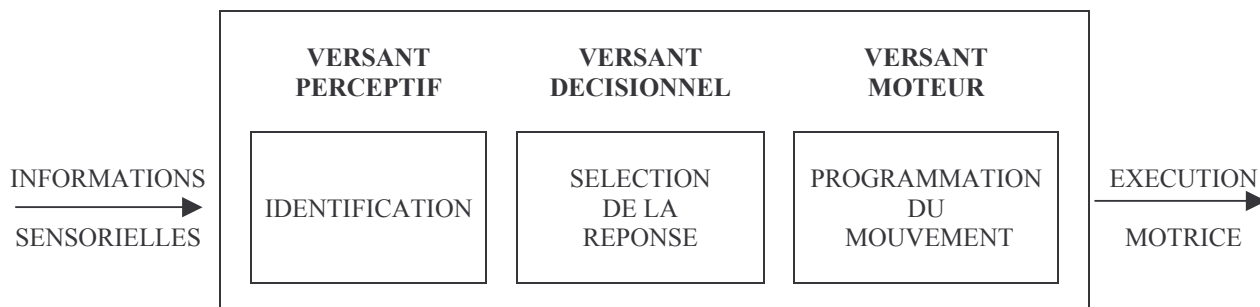 VERSANT
PERCEPTIF
VERSANT
DECISIONNEL
VERSANT
MOTEUR
INFORMATIONS
SENSORIELLES
IDENTIFICATION
SELECTION
DE LA
REPONSE
PROGRAMMATION
DU
MOUVEMENT
EXECUTION
MOTRICE